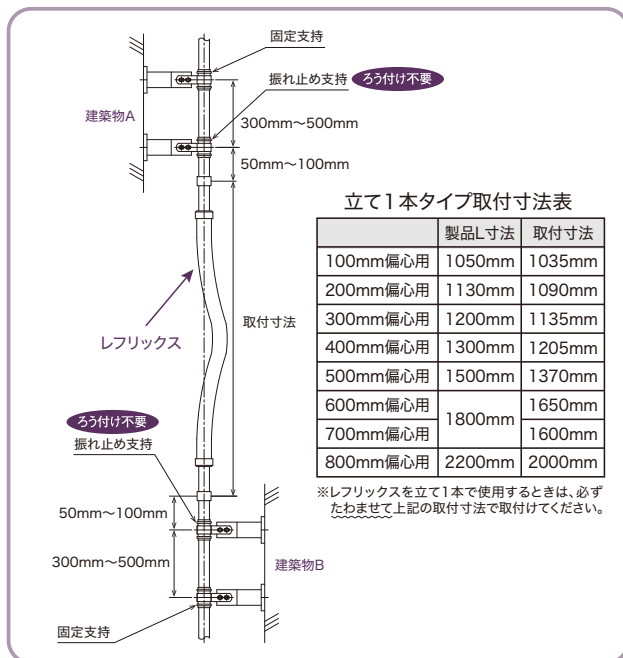 固定支持
振れ止め支持 ろう付け不要
建築物A
300mm〜500mm
50mm〜100mm
取付寸法
レフリックス
ろう付け不要
振れ止め支持
50mm〜100mm
300mm〜500mm
建築物B
固定支持
立て1本タイプ取付寸法表
製品L寸法 取付寸法
100mm偏心用 1050mm 1035mm
200mm偏心用 1130mm 1090mm
300mm偏心用 1200mm 1135mm
400mm偏心用 1300mm 1205mm
500mm偏心用 1500mm 1370mm
600mm偏心用 1800mm 1650mm
700mm偏心用 1600mm
800mm偏心用 2200mm 2000mm
※レフリックスを立て1本で使用するときは、必ず
たわませて上記の取付寸法で取付けてください。